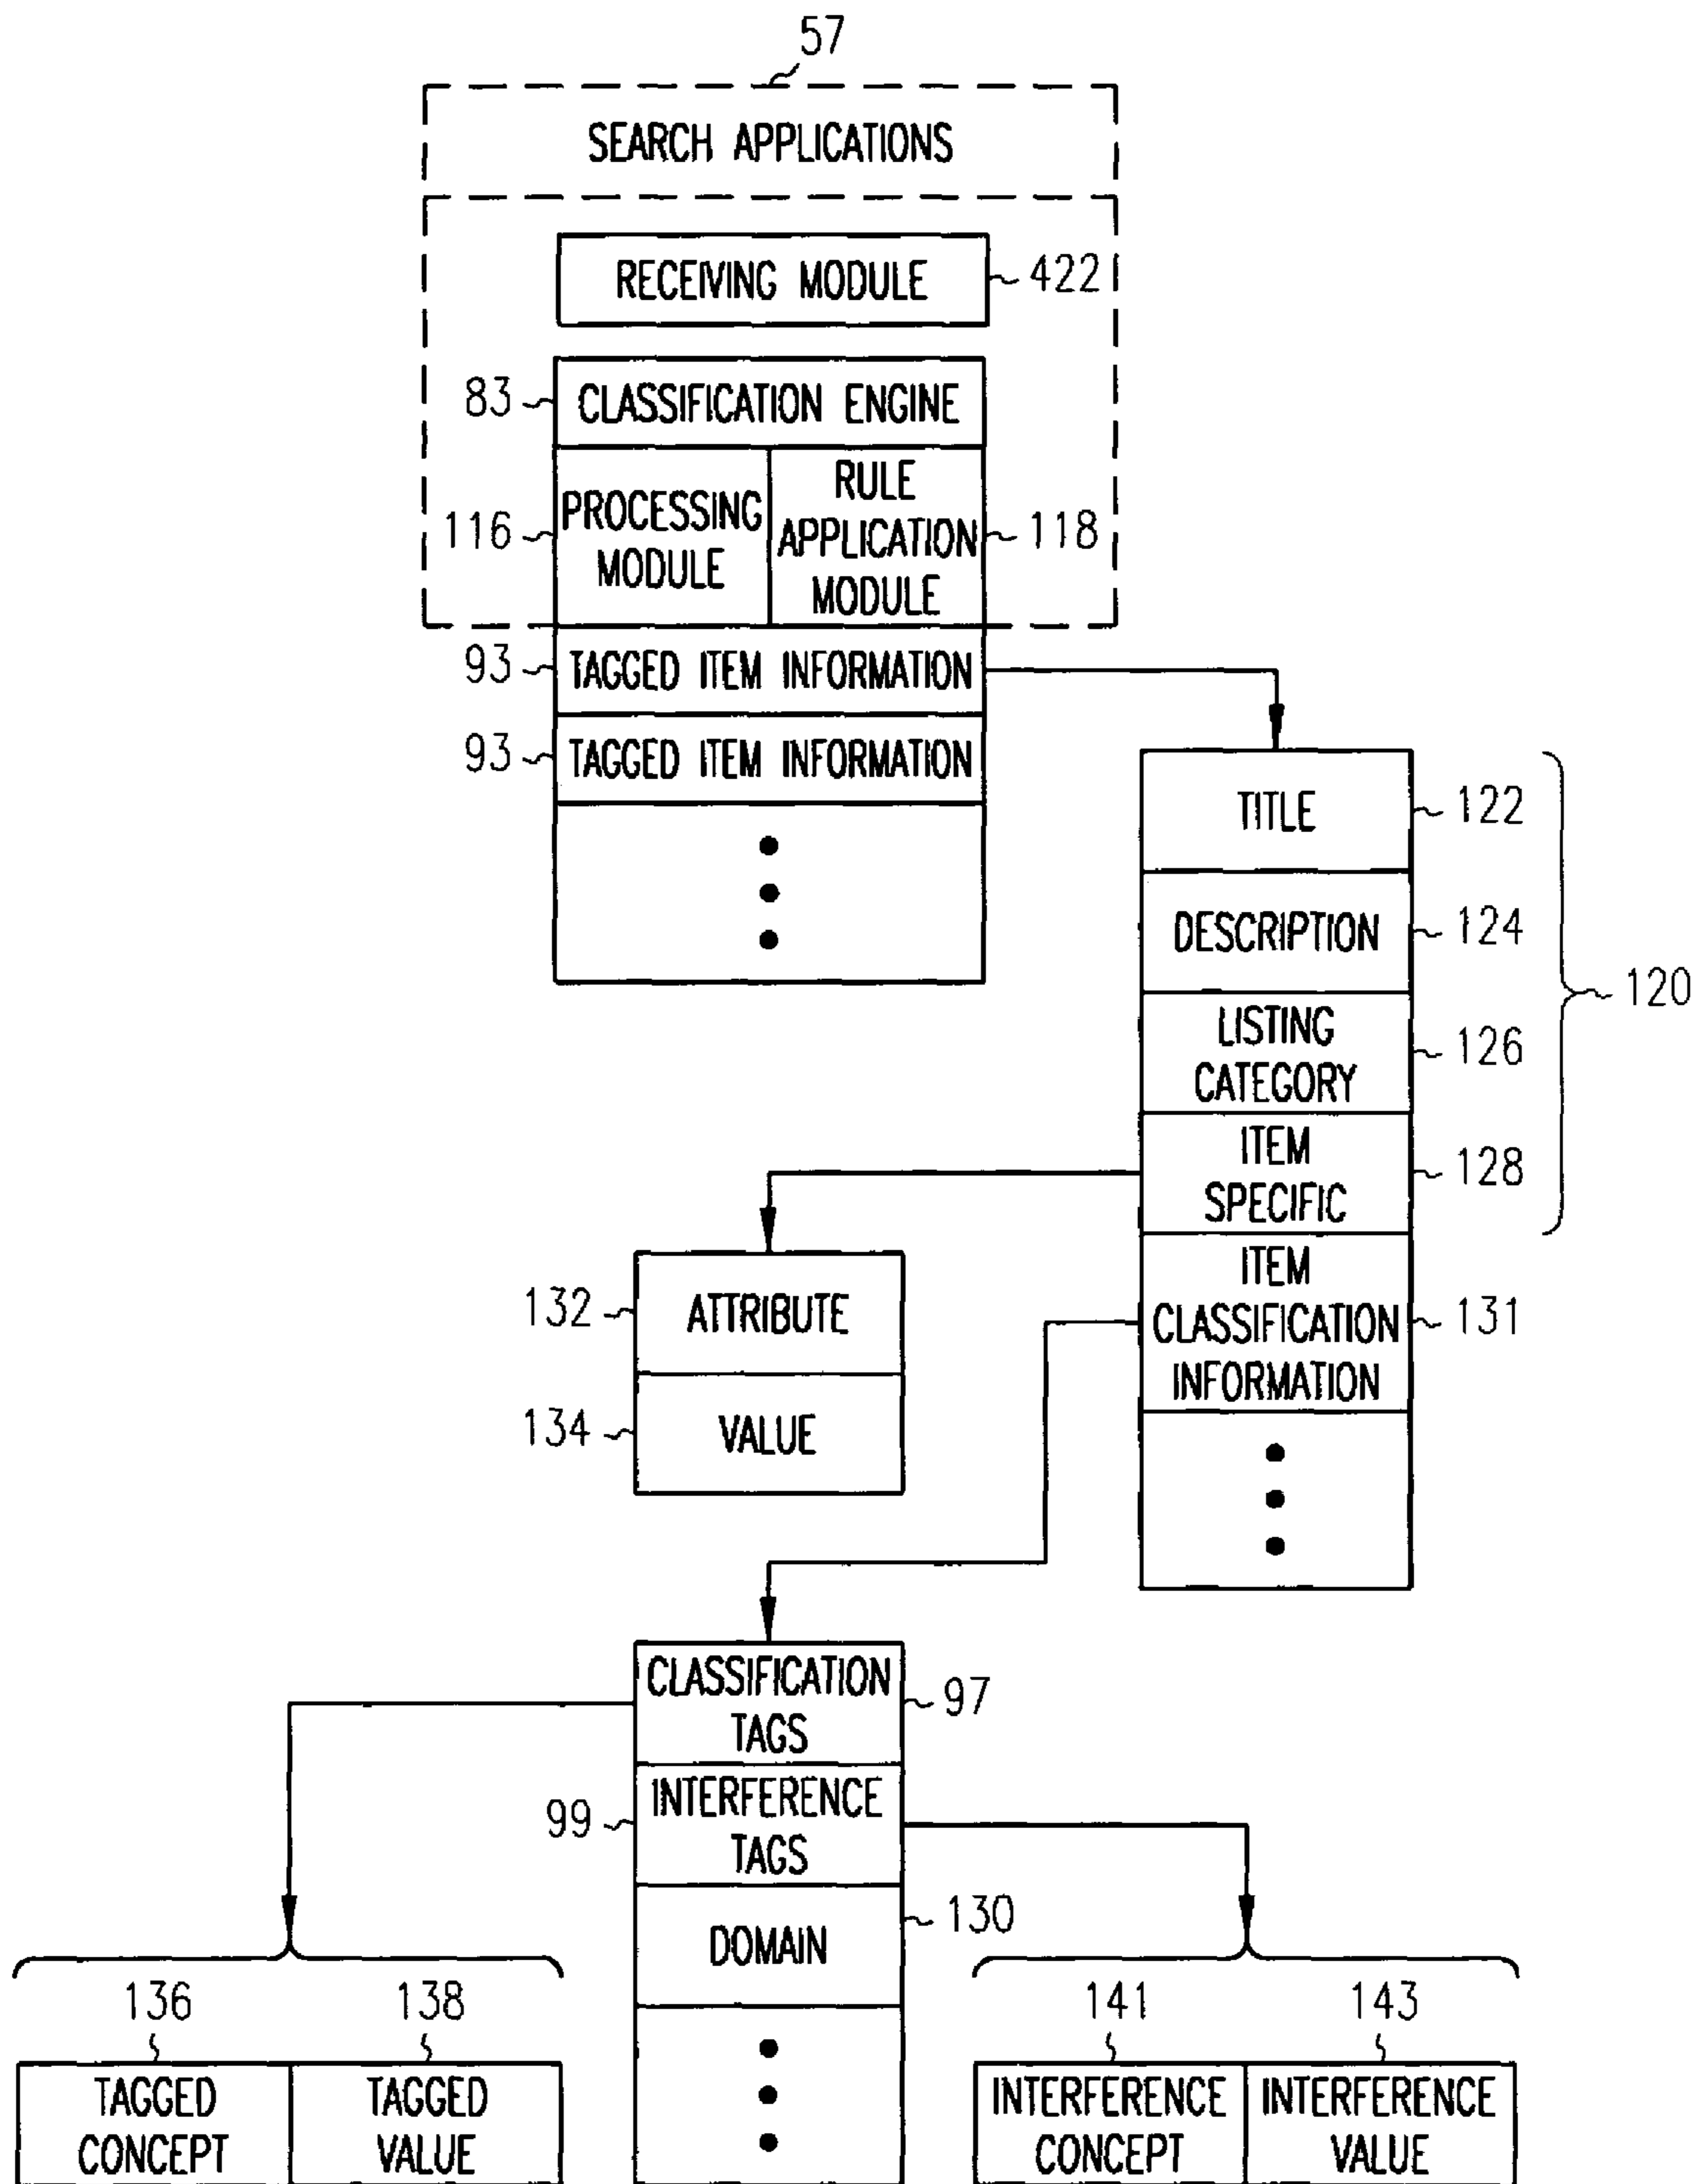 57
SEARCH APPLICATIONS
RECEIVING MODULE
422
83
CLASSIFICATION ENGINE
116
PROCESSING
MODULE
RULE
APPLICATION
MODULE
118
93
TAGGED ITEM INFORMATION
93
TAGGED ITEM INFORMATION
TITLE
122
DESCRIPTION
124
120
LISTING
CATEGORY
126
ITEM
SPECIFIC
128
ITEM
CLASSIFICATION
INFORMATION
131
132
ATTRIBUTE
134
VALUE
CLASSIFICATION
TAGS
97
99
INTERFERENCE
TAGS
DOMAIN
130
136
138
TAGGED
CONCEPT
TAGGED
VALUE
141
143
INTERFERENCE
CONCEPT
INTERFERENCE
VALUE